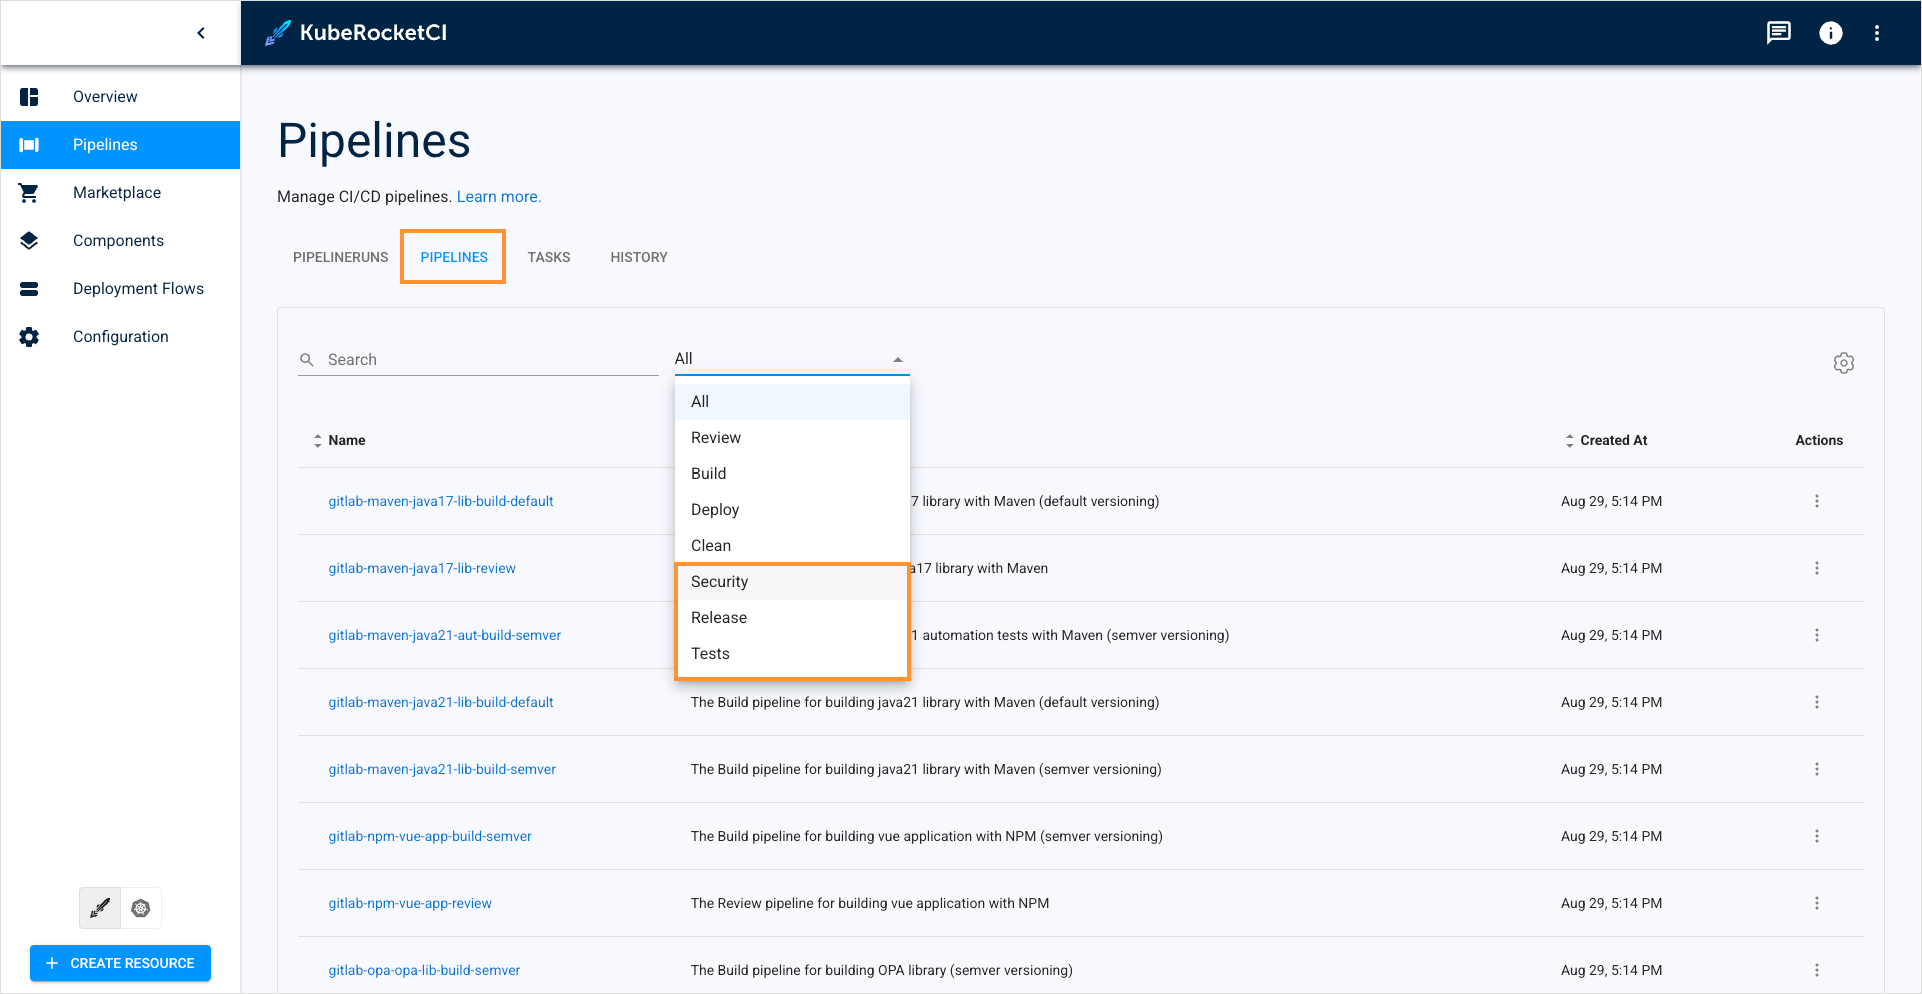 KubeRocketCI
Overview
Pipelines
Marketplace
Components
Deployment Flows
Configuration
CREATE RESOURCE
Pipelines
Manage CI/CD pipelines. Learn more.
PIPELINERUNS PIPELINES TASKS HISTORY
Search All
All
Review
Build
Deploy
Clean
Security
Release
Tests
Name Created At Actions
gitlab-maven-java17-lib-build-default 7 library with Maven (default versioning) Aug 29, 5:14 PM
gitlab-maven-java17-lib-review a17 library with Maven Aug 29, 5:14 PM
gitlab-maven-java21-aut-build-semver 1 automation tests with Maven (semver versioning) Aug 29, 5:14 PM
gitlab-maven-java21-lib-build-default The Build pipeline for building java21 library with Maven (default versioning) Aug 29, 5:14 PM
gitlab-maven-java21-lib-build-semver The Build pipeline for building java21 library with Maven (semver versioning) Aug 29, 5:14 PM
gitlab-npm-vue-app-build-semver The Build pipeline for building vue application with NPM (semver versioning) Aug 29, 5:14 PM
gitlab-npm-vue-app-review The Review pipeline for building vue application with NPM Aug 29, 5:14 PM
gitlab-opa-opa-lib-build-semver The Build pipeline for building OPA library (semver versioning) Aug 29, 5:14 PM